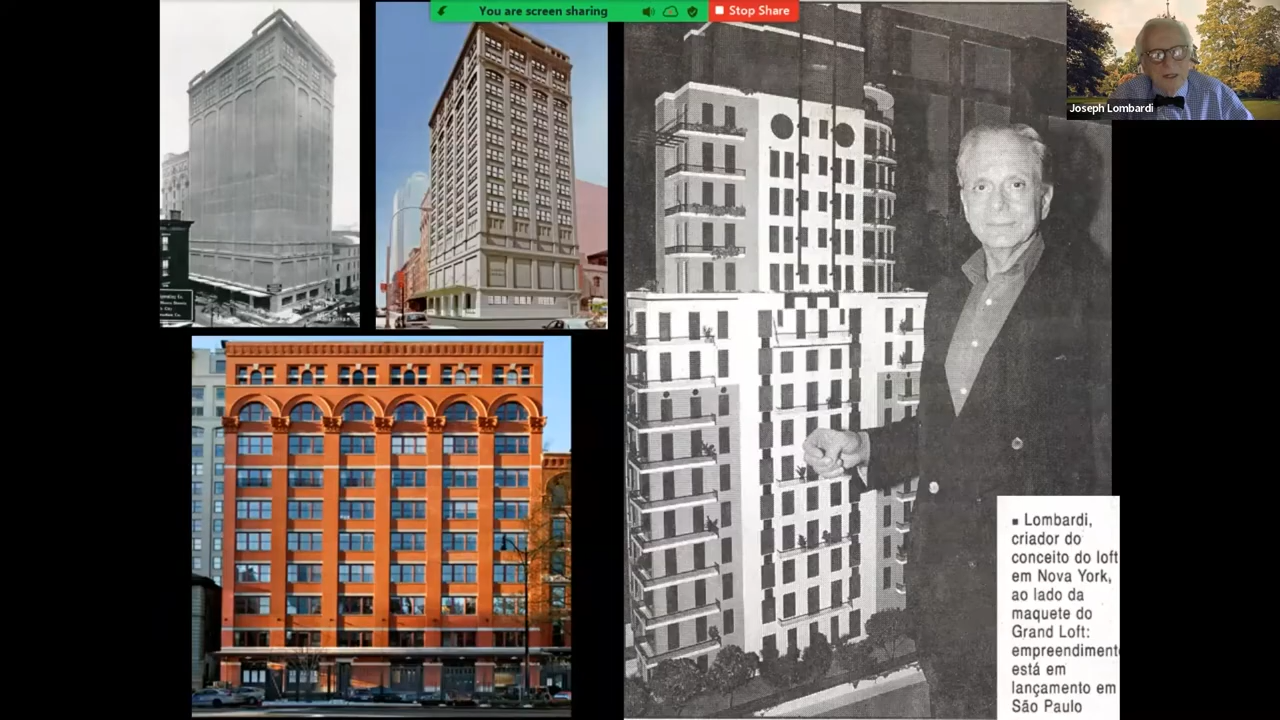 You are screen sharing
Stop Share
Joseph Lombardi
▪ Lombardi,
criador do
conceito do loft
em Nova York,
ao lado da
maquete do
Grand Loft:
empreendiment
está em
lançamento em
São Paulo